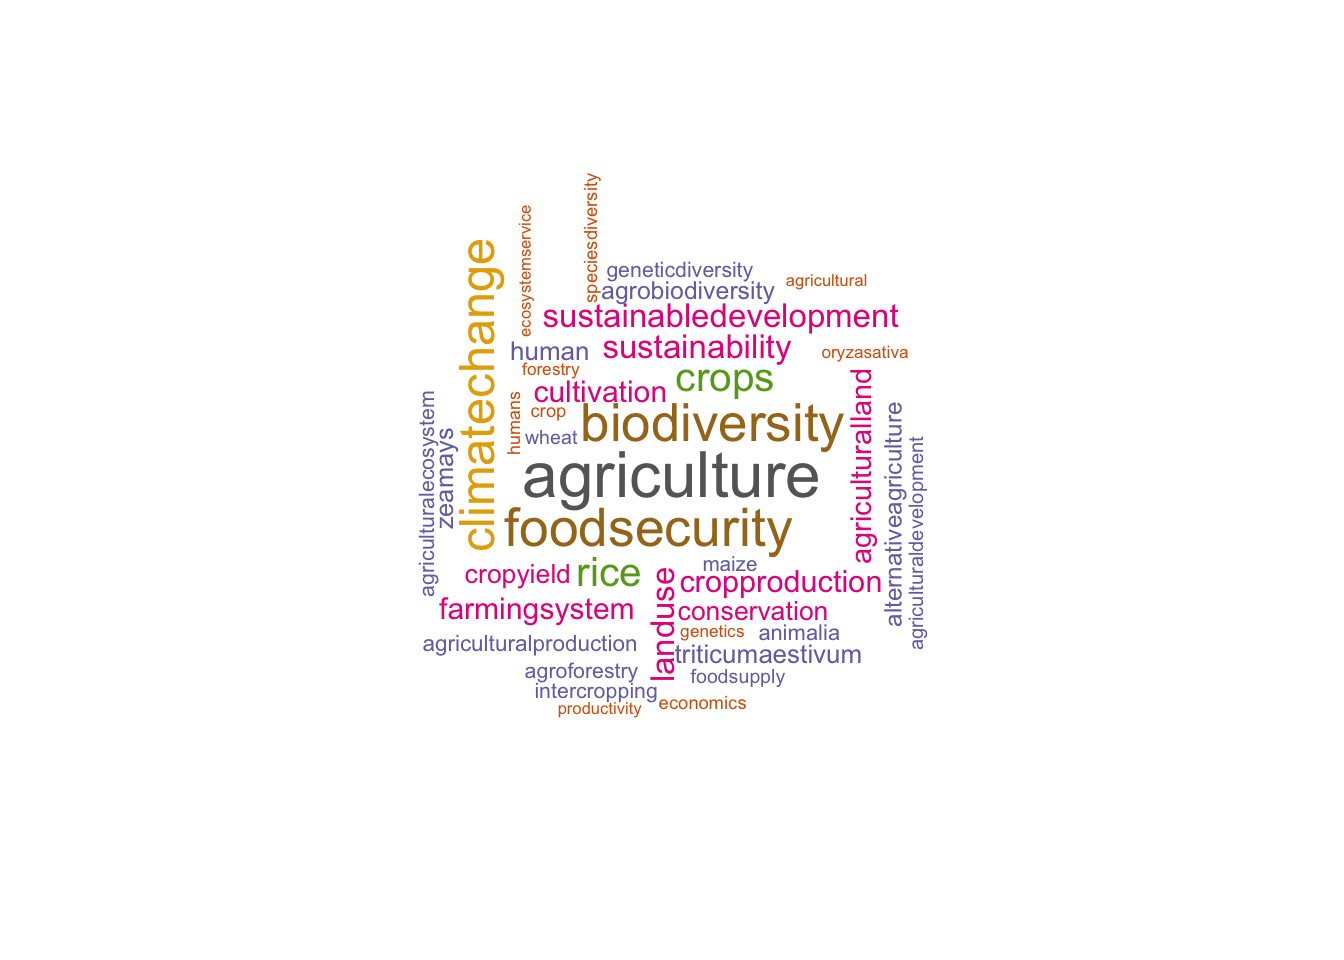 speciesdiversity
ecosystemservice
climatechange
geneticdiversity
agricultural
agrobiodiversity
sustainabledevelopment
human
sustainability
oryzasativa
forestry
crops
cultivation
agriculturalland
humans
crop
biodiversity
alternativeagriculture
agriculturalecosystem
zeamays
wheat
agriculture
agriculturaldevelopment
foodsecurity
maize
cropyield
rice
landuse
cropproduction
farmingsystem
conservation
genetics
animalia
agriculturalproduction
triticumaestivum
agroforestry
foodsupply
intercropping
economics
productivity